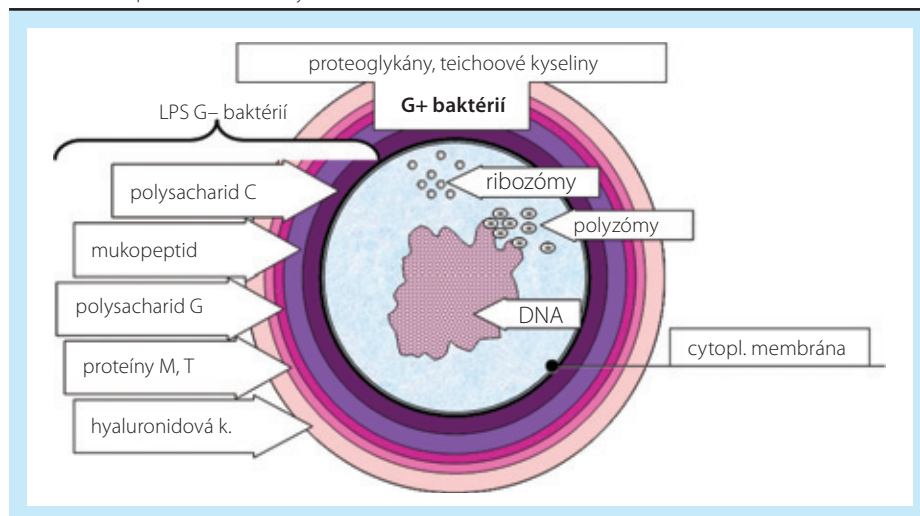 proteoglykány, teichoové kyseliny
G+ baktérií
LPS G– baktérií
polysacharid C
ribozómy
polyzómy
mukopeptid
polysacharid G
DNA
cytopl. membrána
proteíny M, T
hyaluronidová k.